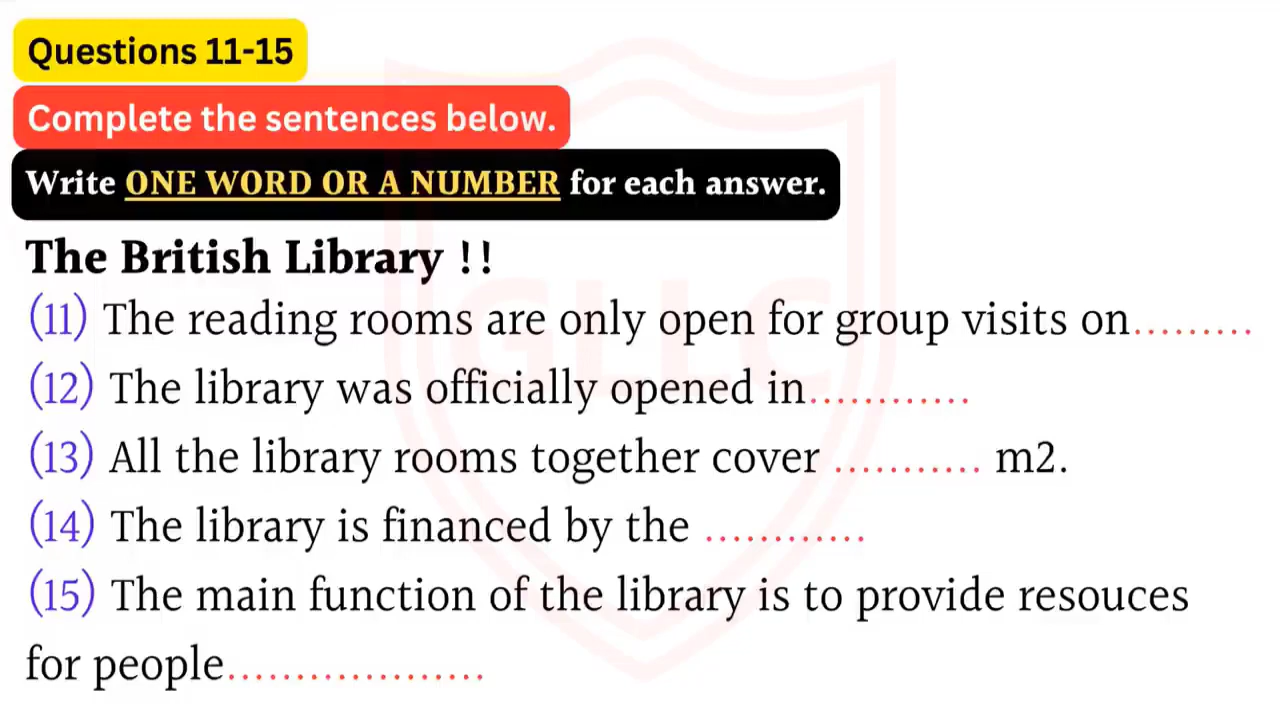 Questions 11-15
Complete the sentences below.
Write ONE WORD OR A NUMBER for each answer.
The British Library !!
(11) The reading rooms are only open for group visits on.........
(12) The library was officially opened in............
(13) All the library rooms together cover ........... m2.
(14) The library is financed by the ............
(15) The main function of the library is to provide resouces
for people...................
GLLC